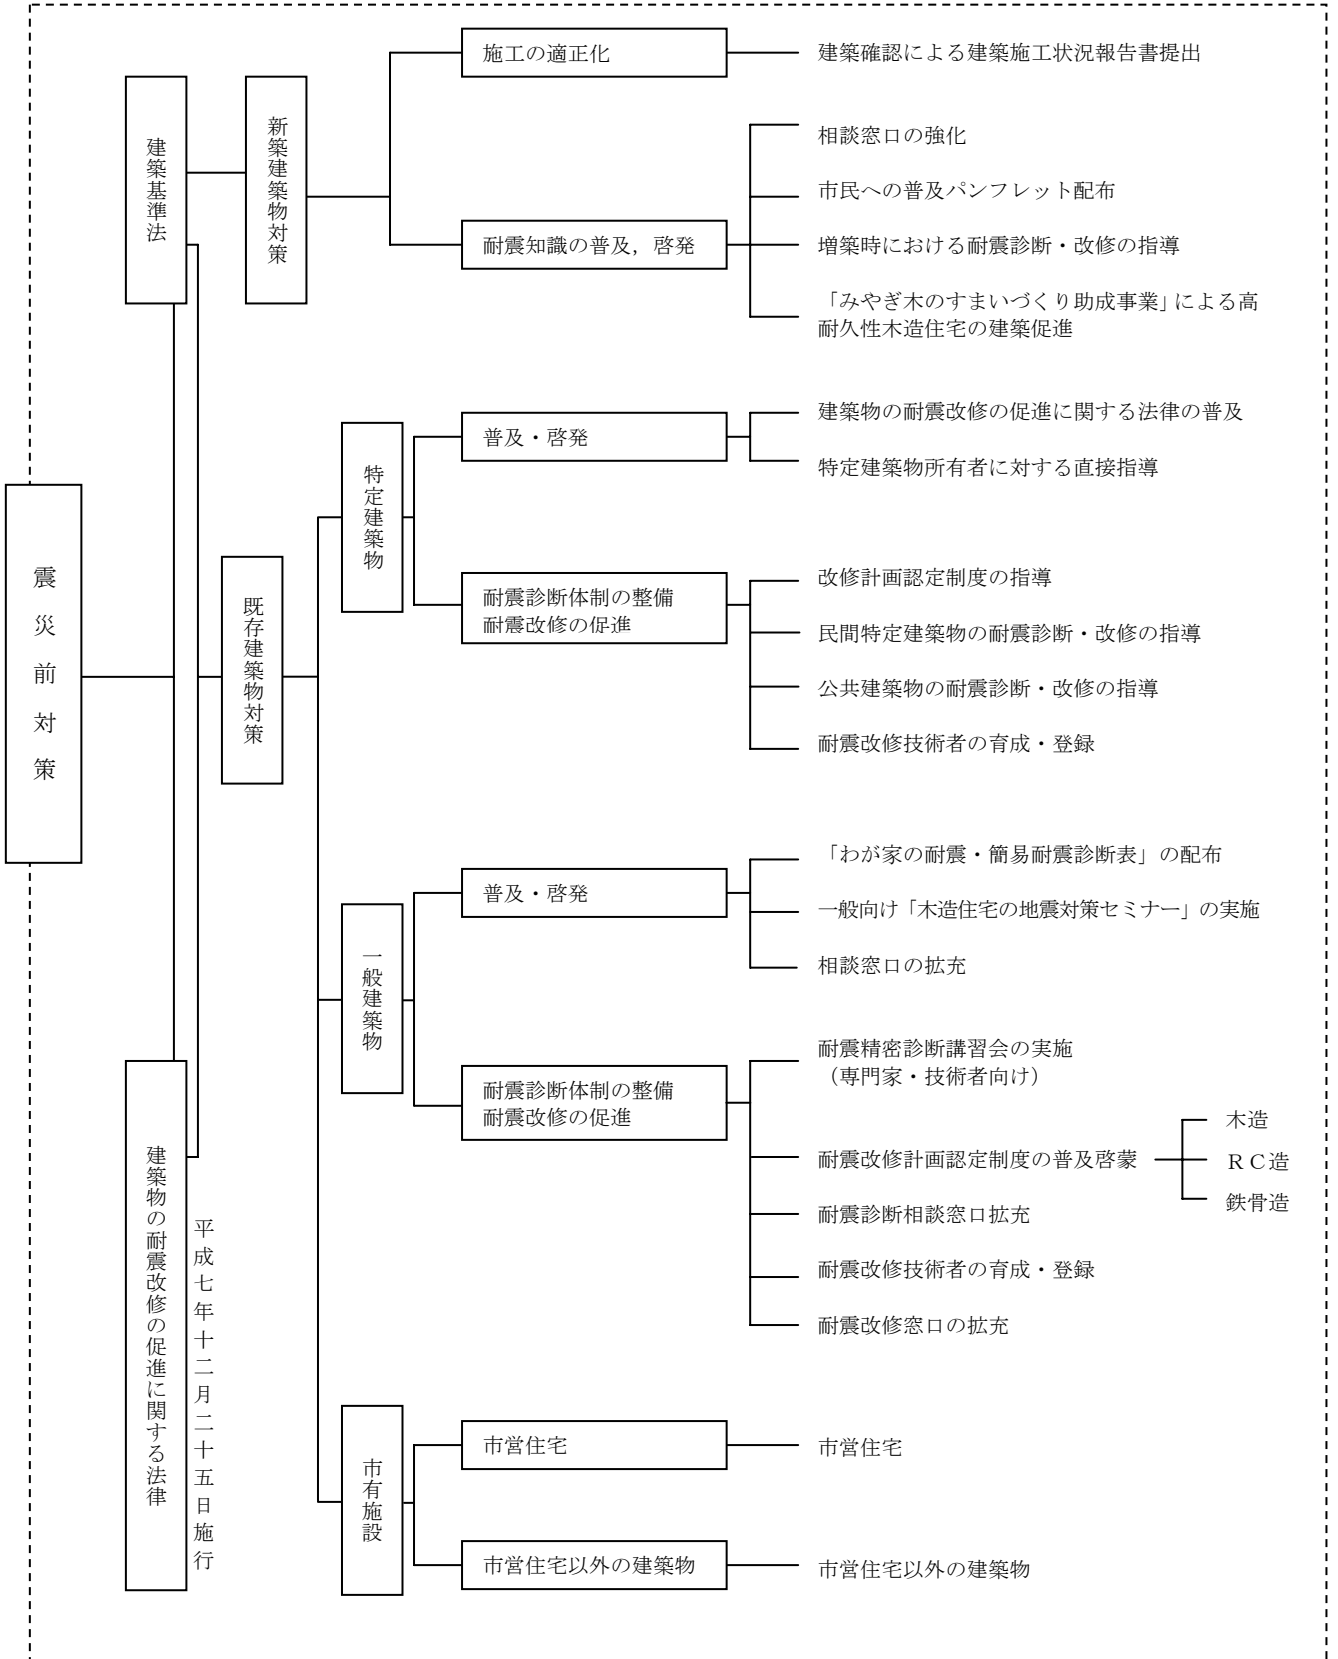 震災前対策
建築基準法
建築物の耐震改修の促進に関する法律
平成七年十二月二十五日施行
新築建築物対策
施工の適正化
建築確認による建築施工状況報告書提出
耐震知識の普及，啓発
相談窓口の強化
市民への普及パンフレット配布
増築時における耐震診断・改修の指導
「みやぎ木のすまいづくり助成事業」による高
耐久性木造住宅の建築促進
既存建築物対策
特定建築物
普及・啓発
建築物の耐震改修の促進に関する法律の普及
特定建築物所有者に対する直接指導
耐震診断体制の整備
耐震改修の促進
改修計画認定制度の指導
民間特定建築物の耐震診断・改修の指導
公共建築物の耐震診断・改修の指導
耐震改修技術者の育成・登録
一般建築物
普及・啓発
「わが家の耐震・簡易耐震診断表」の配布
一般向け「木造住宅の地震対策セミナー」の実施
相談窓口の拡充
耐震診断体制の整備
耐震改修の促進
耐震精密診断講習会の実施
（専門家・技術者向け）
耐震改修計画認定制度の普及啓蒙
木造
ＲＣ造
鉄骨造
耐震診断相談窓口拡充
耐震改修技術者の育成・登録
耐震改修窓口の拡充
市有施設
市営住宅
市営住宅
市営住宅以外の建築物
市営住宅以外の建築物